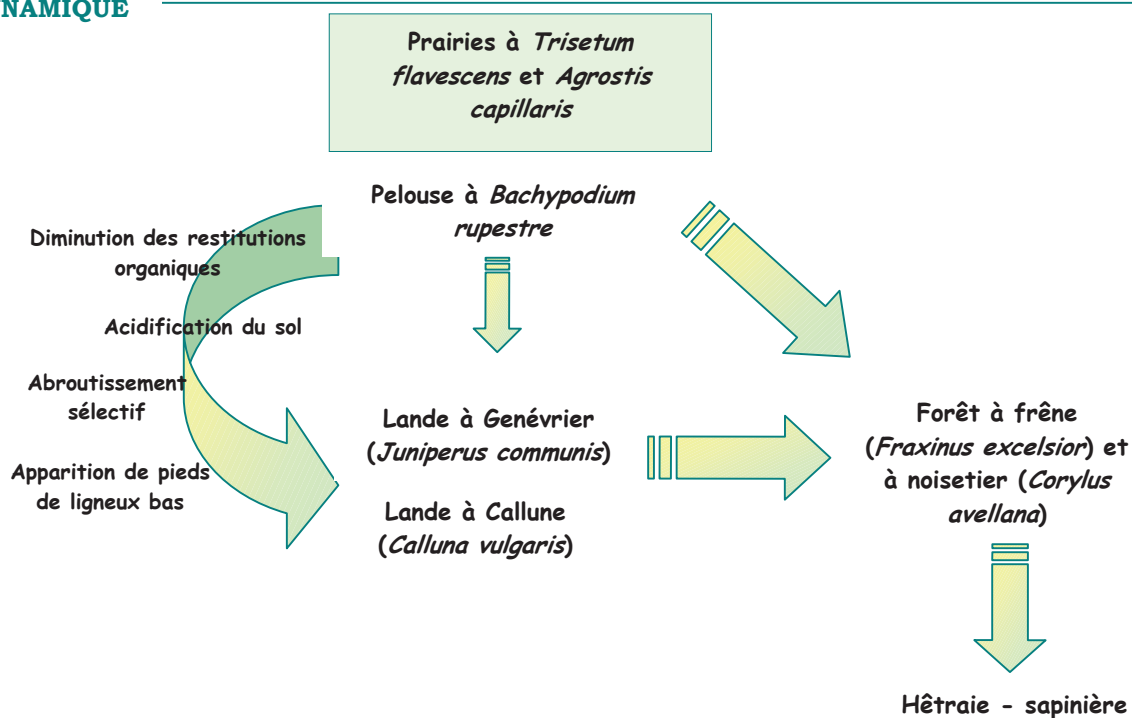 NAMIQUE
Prairies à Trisetum
flavescens et Agrostis
capillaris
Pelouse à Bachypodium
rupestre
Diminution des restitutions
organiques
Acidification du sol
Abroutissement
sélectif
Apparition de pieds
de ligneux bas
Lande à Genévrier
(Juniperus communis)
Lande à Callune
(Calluna vulgaris)
Forêt à frêne
(Fraxinus excelsior) et
à noisetier (Corylus
avellana)
Hêtraie - sapinière